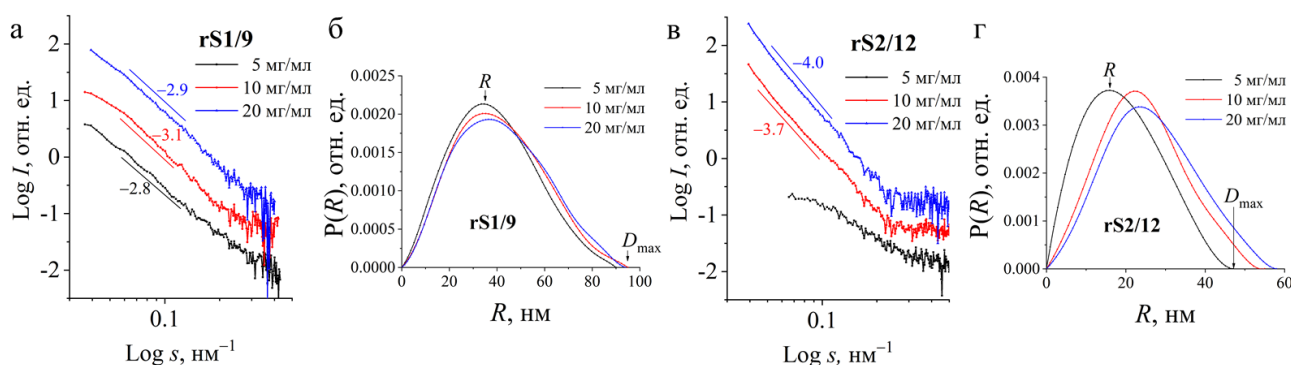 а
rS1/9
5 мг/мл
10 мг/мл
20 мг/мл
−2.9
−3.1
−2.8
2
1
0
-1
-2
Log I, отн. ед.
0.1
Log s, нм⁻¹
б
R
5 мг/мл
10 мг/мл
20 мг/мл
rS1/9
Dmax
0.0025
0.0020
0.0015
0.0010
0.0005
0.0000
P(R), отн. ед.
0 20 40 60 80 100
R, нм
в
rS2/12
5 мг/мл
10 мг/мл
20 мг/мл
−4.0
−3.7
2
1
0
-1
-2
Log I, отн. ед.
0.1
Log s, нм⁻¹
г
R
5 мг/мл
10 мг/мл
20 мг/мл
Dmax
rS2/12
0.004
0.003
0.002
0.001
0.000
P(R), отн. ед.
0 20 40 60
R, нм